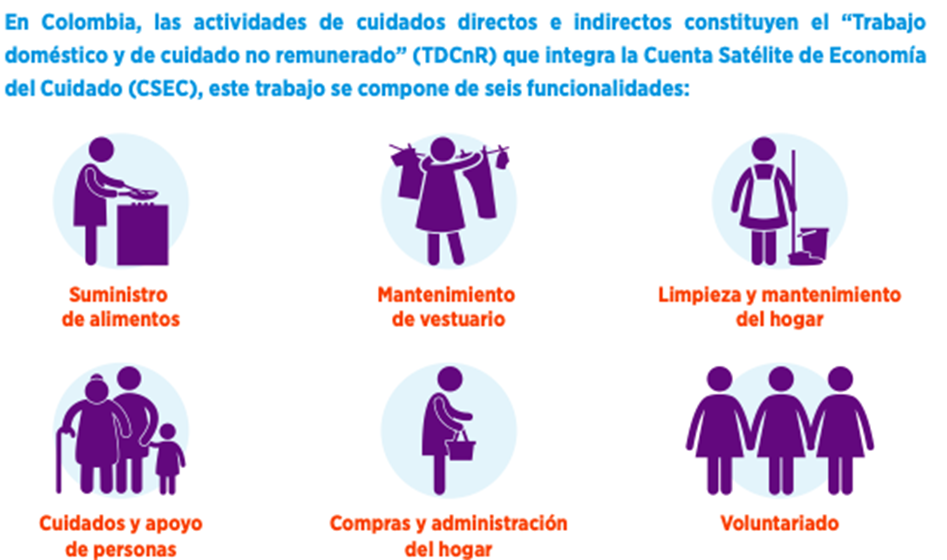 En Colombia, las actividades de cuidados directos e indirectos constituyen el “Trabajo
doméstico y de cuidado no remunerado” (TDCnR) que integra la Cuenta Satélite de Economía
del Cuidado (CSEC), este trabajo se compone de seis funcionalidades:
Suministro
de alimentos
Mantenimiento
de vestuario
Limpieza y mantenimiento
del hogar
Cuidados y apoyo
de personas
Compras y administración
del hogar
Voluntariado